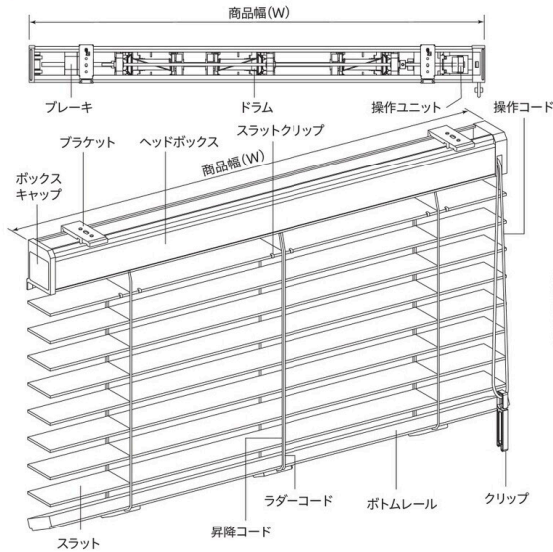 商品幅(W)
ブレーキ
ドラム
操作ユニット
操作コード
ブラケット
ヘッドボックス
スラットクリップ
商品幅(W)
ボックス
キャップ
ラダーコード
ボトムレール
クリップ
昇降コード
スラット